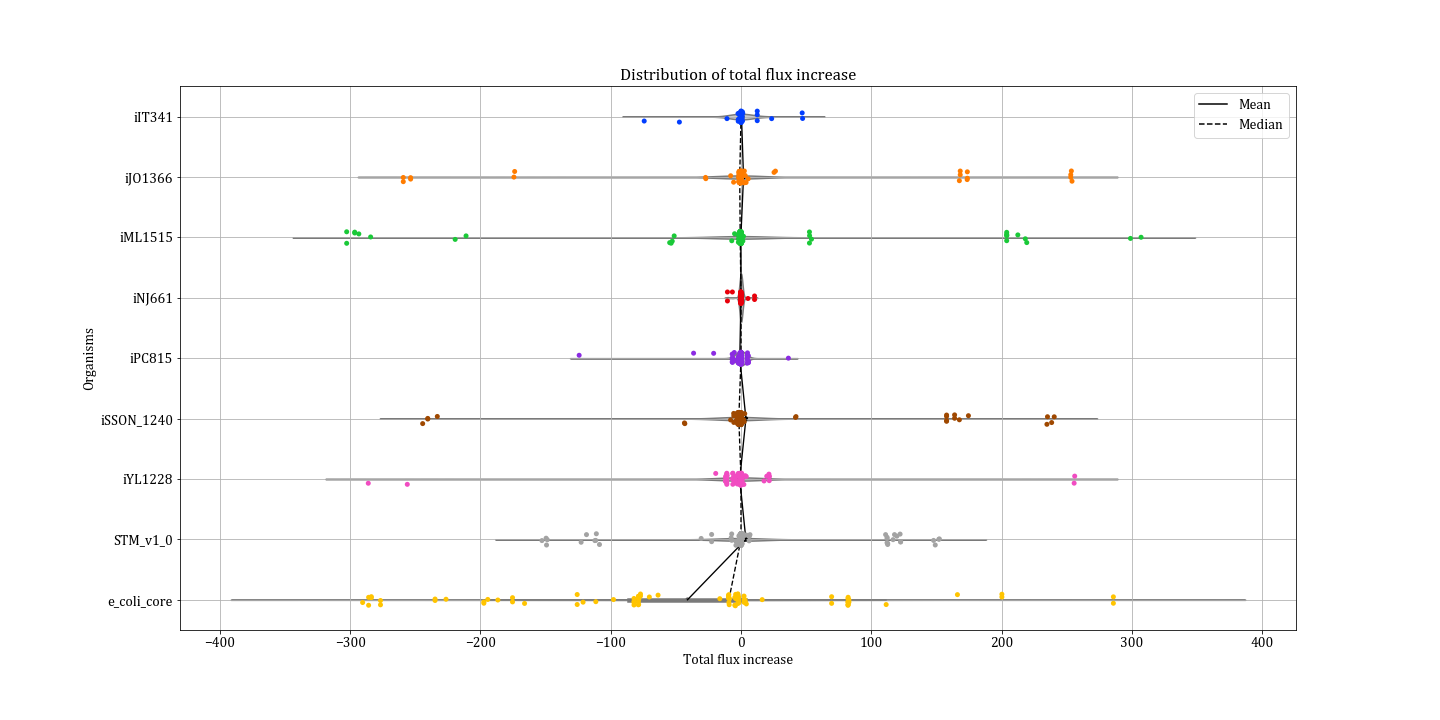 Distribution of total flux increase
Mean
Median
Organisms
iIT341
iJO1366
iML1515
iNJ661
iPC815
iSSON_1240
iYL1228
STM_v1_0
e_coli_core
−400 −300 −200 −100 0 100 200 300 400
Total flux increase